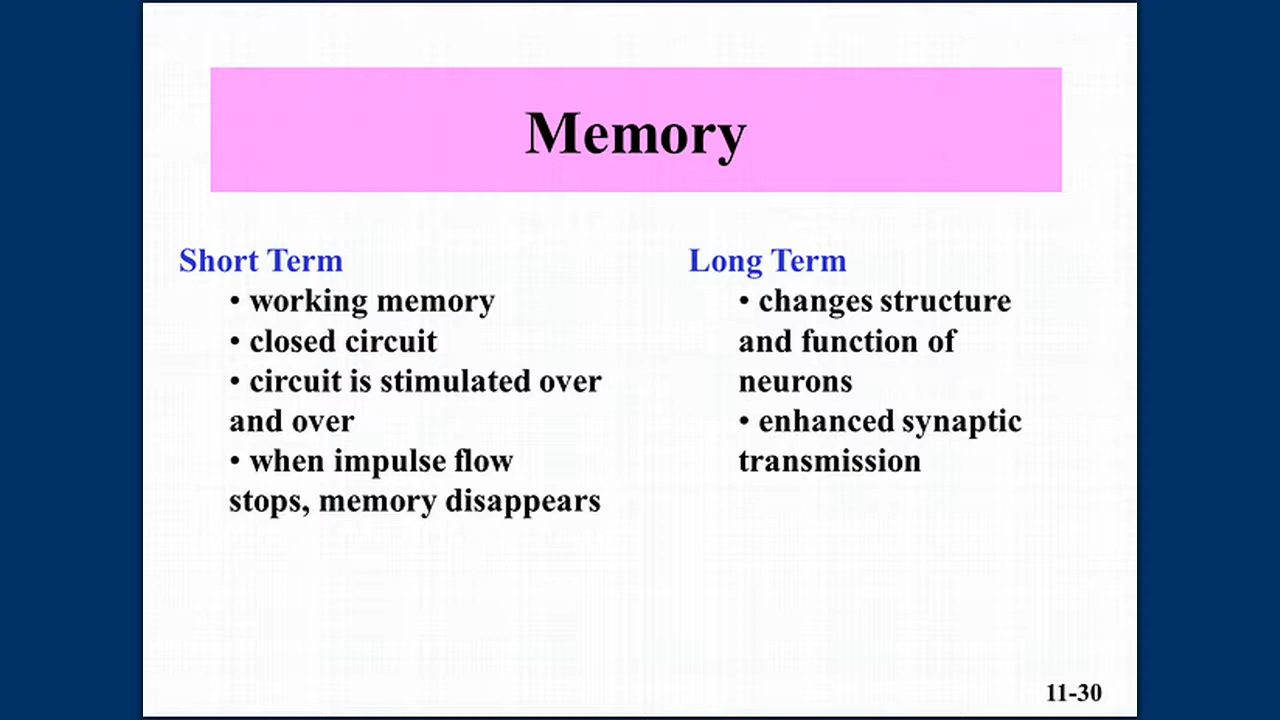 Memory
Short Term
• working memory
• closed circuit
• circuit is stimulated over
and over
• when impulse flow
stops, memory disappears
Long Term
• changes structure
and function of
neurons
• enhanced synaptic
transmission
11-30